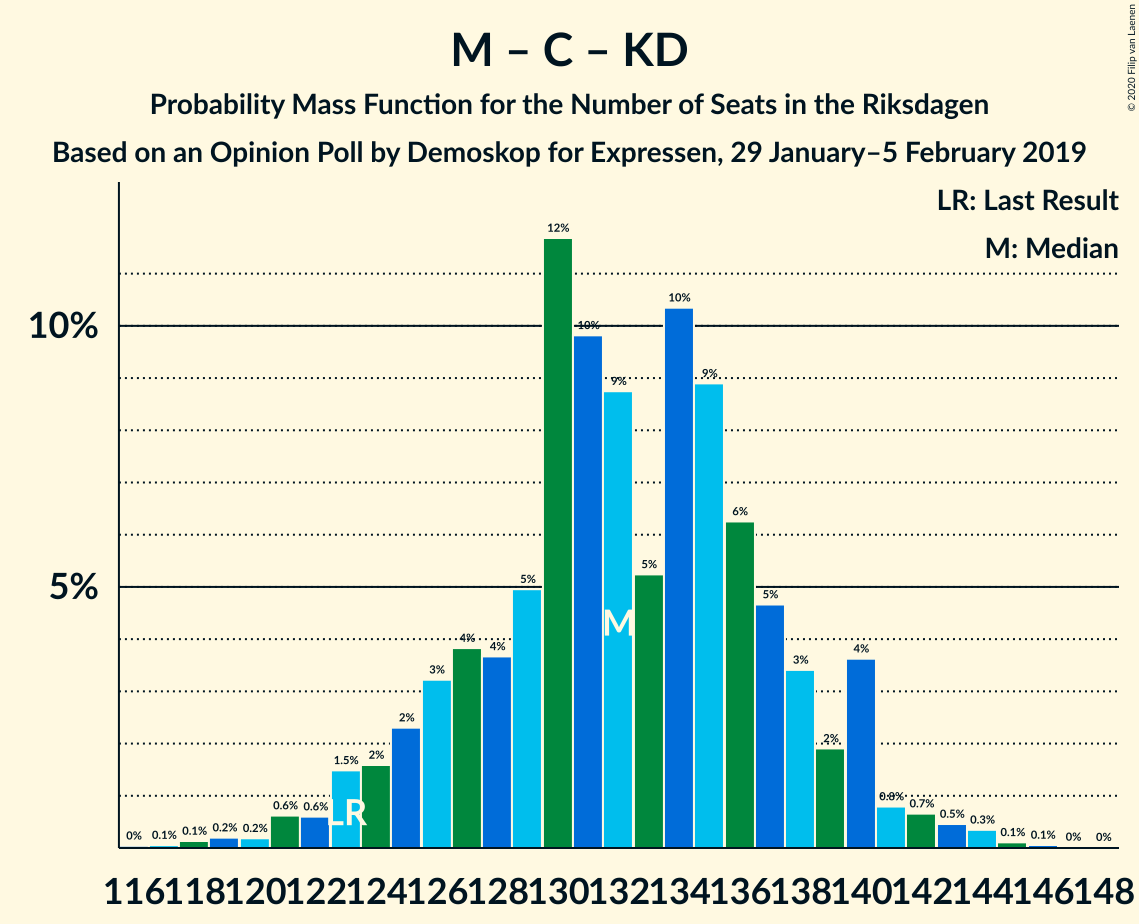 © 2020 Filip van Laenen
M – C – KD
Probability Mass Function for the Number of Seats in the Riksdagen
Based on an Opinion Poll by Demoskop for Expressen, 29 January–5 February 2019
LR: Last Result
M: Median
10%
5%
0% 0.1% 0.1% 0.2% 0.2% 0.6% 0.6% 1.5% 2% 2% 3% 4% 4% 5% 12% 10% 9% 5% 10% 9% 6% 5% 3% 2% 4% 0.8% 0.7% 0.5% 0.3% 0.1% 0.1% 0% 0%
M
LR
116 118 120 122 124 126 128 130 132 134 136 138 140 142 144 146 148